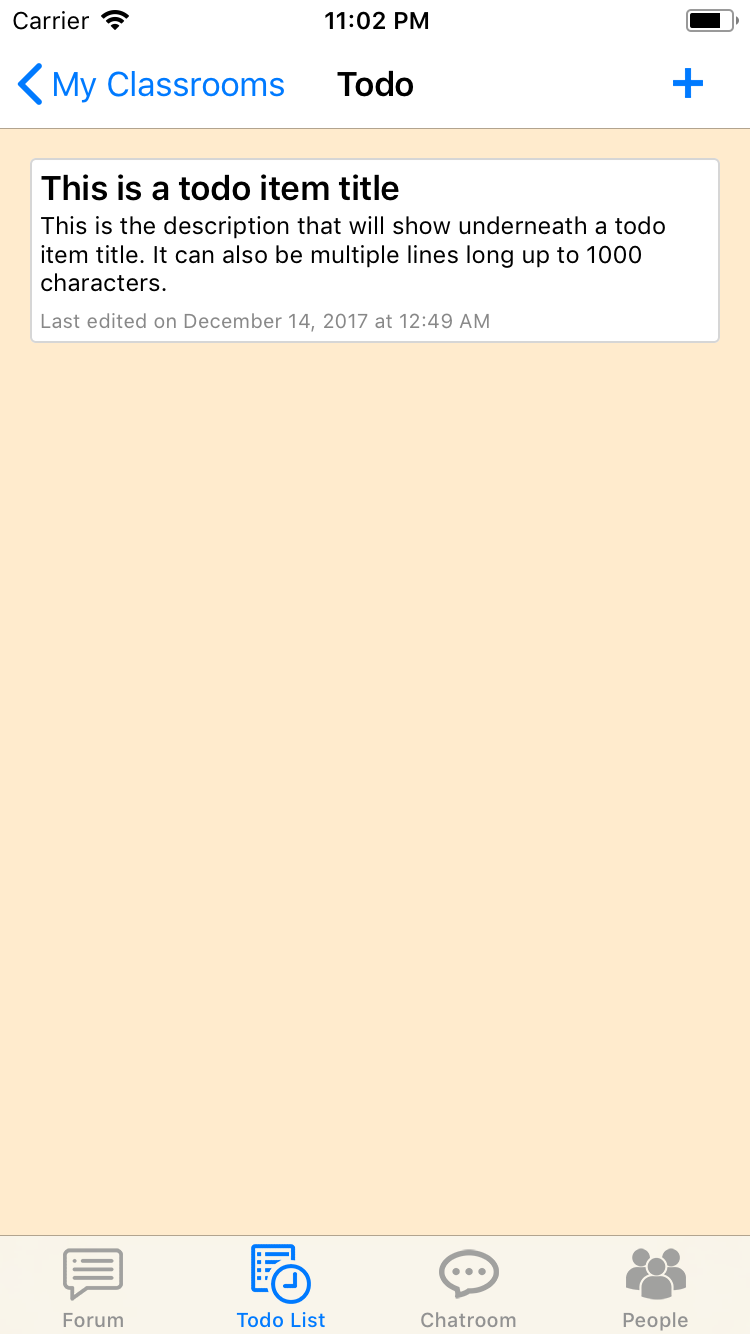 Carrier 11:02 PM
My Classrooms Todo +
This is a todo item title
This is the description that will show underneath a todo
item title. It can also be multiple lines long up to 1000
characters.
Last edited on December 14, 2017 at 12:49 AM
Forum Todo List Chatroom People